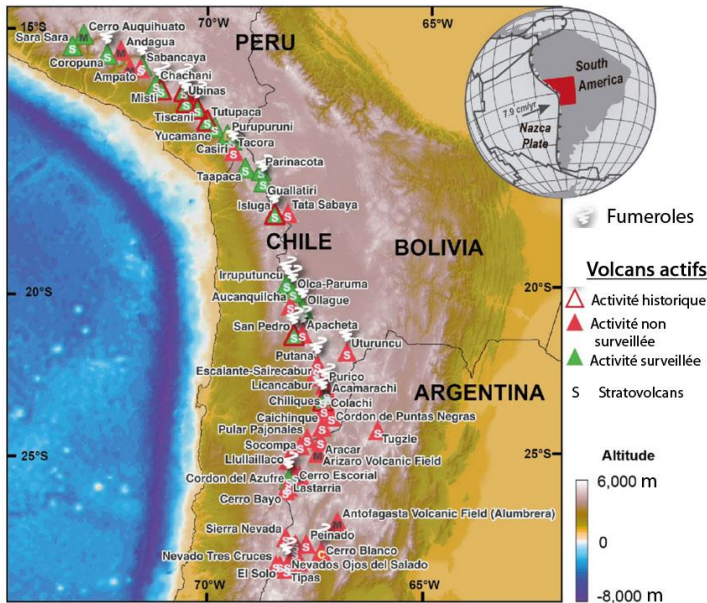 70°W
65°W
15°S
15°S
PERU
Cerro Auquihuato
Sara Sara
M
Andagua
M
Sabancaya
Coropuna
Ampato
Chachani
Ubinas
Misti
Tiscani
Tutupaca
Yucamane
Purupuruni
Tacora
Casiri
Parinacota
Taapaca
Guallatiri
Isluga
Tata Sabaya
CHILE
BOLIVIA
Irruputuncu
Olca-Paruma
Aucanquilcha
Ollague
20°S
20°S
San Pedro
Apacheta
Uturuncu
Putana
Escalante-Sairecabur
Purico
Licancabur
Acamarachi
ARGENTINA
Chiliques
Colachi
Caichinque
Cordon de Puntas Negras
Pular Pajonales
Tugzle
Socompa
Aracar
M
Arizaro Volcanic Field
25°S
25°S
Llullaillaco
Cerro Escorial
Cordon del Azufre
Lastarria
Cerro Bayo
Antofagasta Volcanic Field (Alumbrera)
M
Sierra Nevada
Peinado
C
Cerro Blanco
Nevado Tres Cruces
Nevados Ojos del Salado
El Solo
Tipas
70°W
65°W
South
America
7.9 cm/yr
Nazca
Plate
Fumeroles
Volcans actifs
Activité historique
Activité non
surveillée
Activité surveillée
S Stratovolcans
Altitude
6,000 m
0
-8,000 m